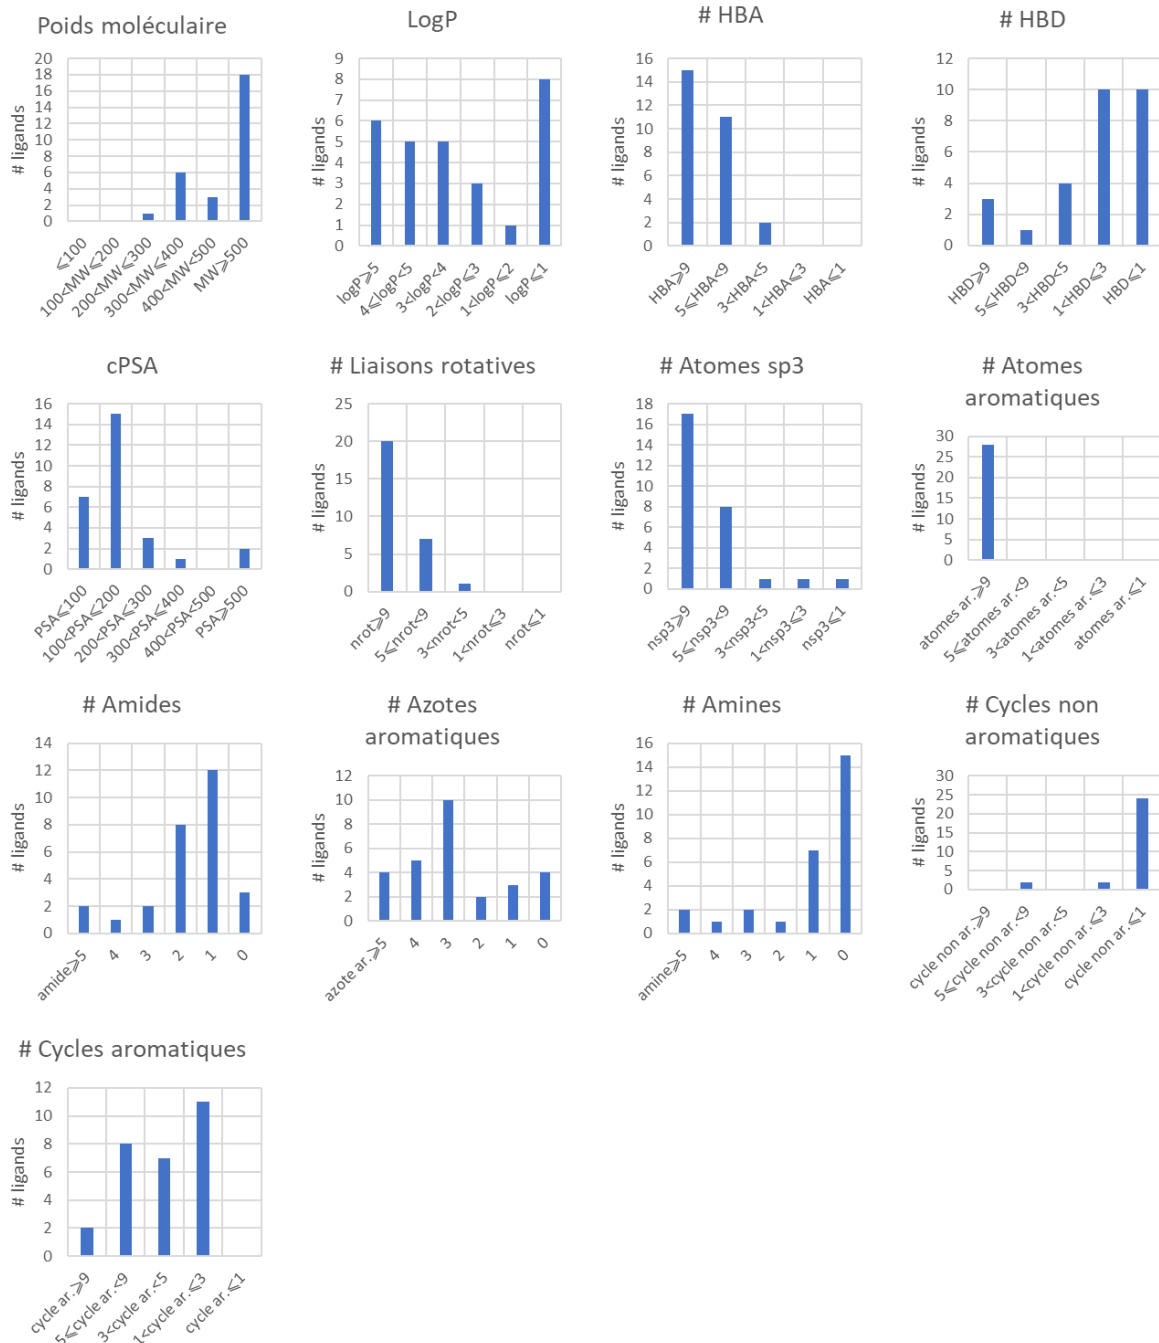 Poids moléculaire
# ligands
20
18
16
14
12
10
8
6
4
2
0
⩽100
100<MW⩽200
200<MW⩽300
300<MW⩽400
400<MW<500
MW⩾500
LogP
# ligands
9
8
7
6
5
4
3
2
1
0
logP⩾5
4⩽logP<5
3<logP<4
2<logP⩽3
1<logP⩽2
logP⩽1
# HBA
# ligands
16
14
12
10
8
6
4
2
0
HBA⩾9
5⩽HBA<9
3<HBA<5
1<HBA⩽3
HBA⩽1
# HBD
# ligands
12
10
8
6
4
2
0
HBD⩾9
5⩽HBD<9
3<HBD<5
1<HBD⩽3
HBD⩽1
cPSA
# ligands
16
14
12
10
8
6
4
2
0
PSA⩽100
100<PSA⩽200
200<PSA⩽300
300<PSA⩽400
400<PSA<500
PSA⩾500
# Liaisons rotatives
# ligands
25
20
15
10
5
0
nrot⩾9
5⩽nrot<9
3<nrot<5
1<nrot⩽3
nrot⩽1
# Atomes sp3
# ligands
18
16
14
12
10
8
6
4
2
0
nsp3⩾9
5⩽nsp3<9
3<nsp3<5
1<nsp3⩽3
nsp3⩽1
# Atomes
aromatiques
# ligands
30
25
20
15
10
5
0
atomes ar.⩾9
5⩽atomes ar.<9
3<atomes ar.<5
1<atomes ar.⩽3
atomes ar.⩽1
# Amides
# ligands
14
12
10
8
6
4
2
0
amide⩾5
4
3
2
1
0
# Azotes
aromatiques
# ligands
12
10
8
6
4
2
0
azote ar.⩾5
4
3
2
1
0
# Amines
# ligands
16
14
12
10
8
6
4
2
0
amine⩾5
4
3
2
1
0
# Cycles non
aromatiques
# ligands
30
25
20
15
10
5
0
cycle non ar.⩾9
5⩽cycle non ar.<9
3<cycle non ar.<5
1<cycle non ar.⩽3
cycle non ar.⩽1
# Cycles aromatiques
# ligands
12
10
8
6
4
2
0
cycle ar.⩾9
5⩽cycle ar.<9
3<cycle ar.<5
1<cycle ar.⩽3
cycle ar.⩽1